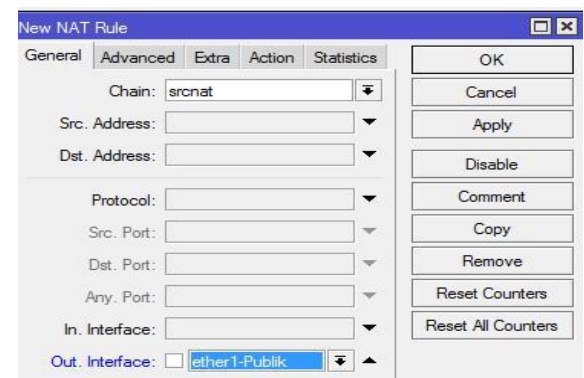 New NAT Rule
General Advanced Extra Action Statistics
Chain: srcnat
Src. Address:
Dst. Address:
Protocol:
Src. Port:
Dst. Port:
Any. Port:
In. Interface:
Out. Interface: ether1-Publik
OK
Cancel
Apply
Disable
Comment
Copy
Remove
Reset Counters
Reset All Counters